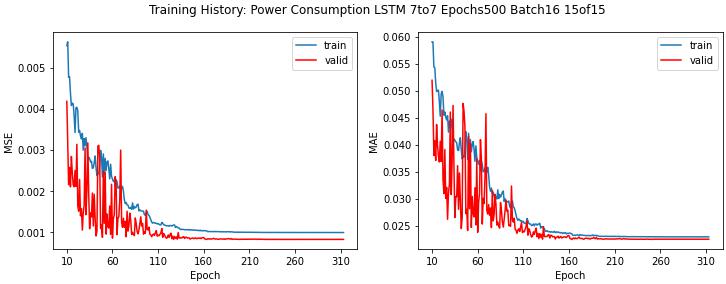 Training History: Power Consumption LSTM 7to7 Epochs500 Batch16 15of15
train
valid
0.005
0.004
0.003
0.002
0.001
MSE
10 60 110 160 210 260 310
Epoch
train
valid
0.060
0.055
0.050
0.045
0.040
0.035
0.030
0.025
MAE
10 60 110 160 210 260 310
Epoch